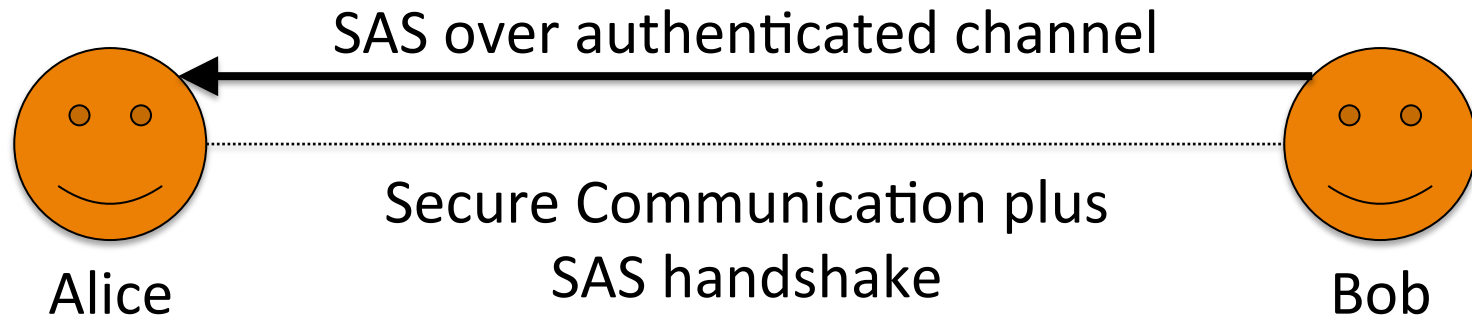 SAS over authenticated channel
Secure Communication plus
SAS handshake
Alice
Bob